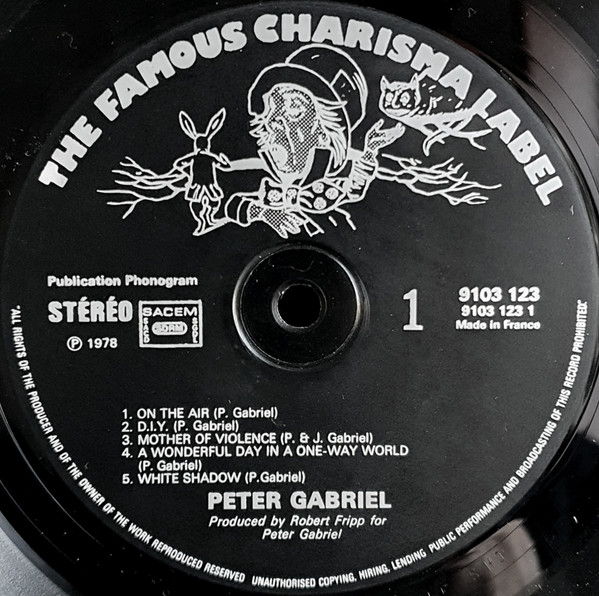 THE FAMOUS CHARISMA LABEL
Publication Phonogram
STÉRÉO
SACEM
SACD
SDRM
SGDL
Ⓟ 1978
1
9103 123
9103 123 1
Made in France
1. ON THE AIR (P. Gabriel)
2. D.I.Y. (P. Gabriel)
3. MOTHER OF VIOLENCE (P. & J. Gabriel)
4. A WONDERFUL DAY IN A ONE-WAY WORLD
(P. Gabriel)
5. WHITE SHADOW (P.Gabriel)
PETER GABRIEL
Produced by Robert Fripp for
Peter Gabriel
"ALL RIGHTS OF THE PRODUCER AND OF THE OWNER OF THE WORK REPRODUCED RESERVED UNAUTHORISED COPYING, HIRING, LENDING PUBLIC PERFORMANCE AND BROADCASTING OF THIS RECORD PROHIBITED"